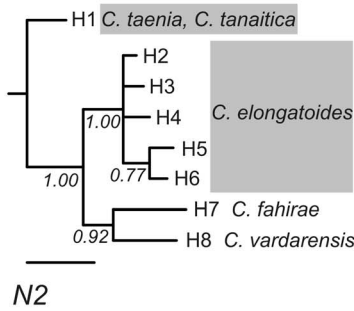 H1 C. taenia, C. tanaitica
H2
H3
1.00 H4 C. elongatoides
H5
0.77 H6
1.00
H7 C. fahirae
0.92 H8 C. vardarensis
N2